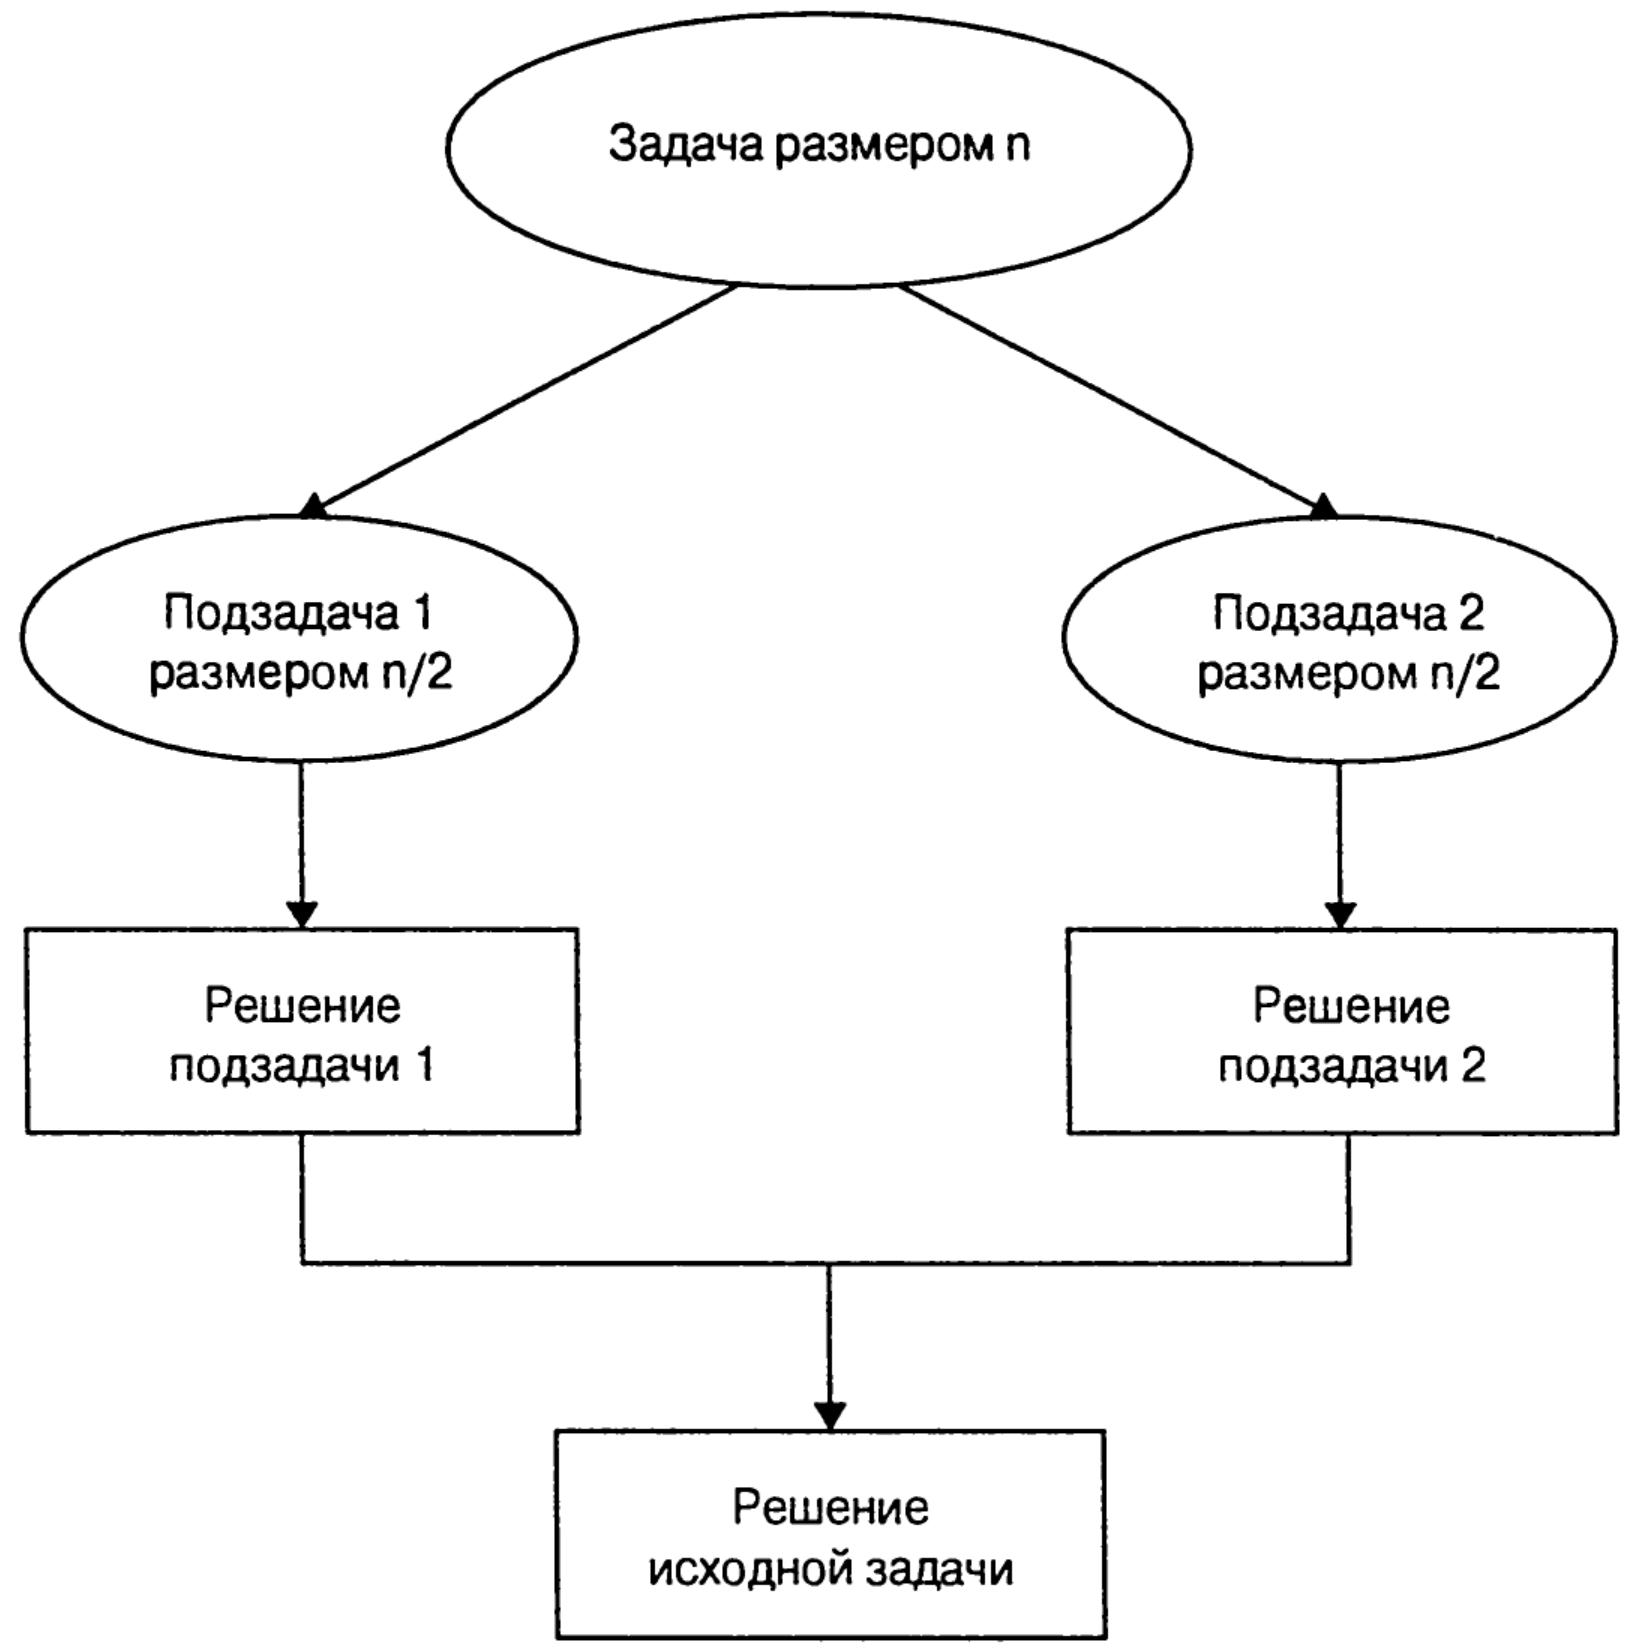 Задача размером n
Подзадача 1
размером n/2
Подзадача 2
размером n/2
Решение
подзадачи 1
Решение
подзадачи 2
Решение
исходной задачи